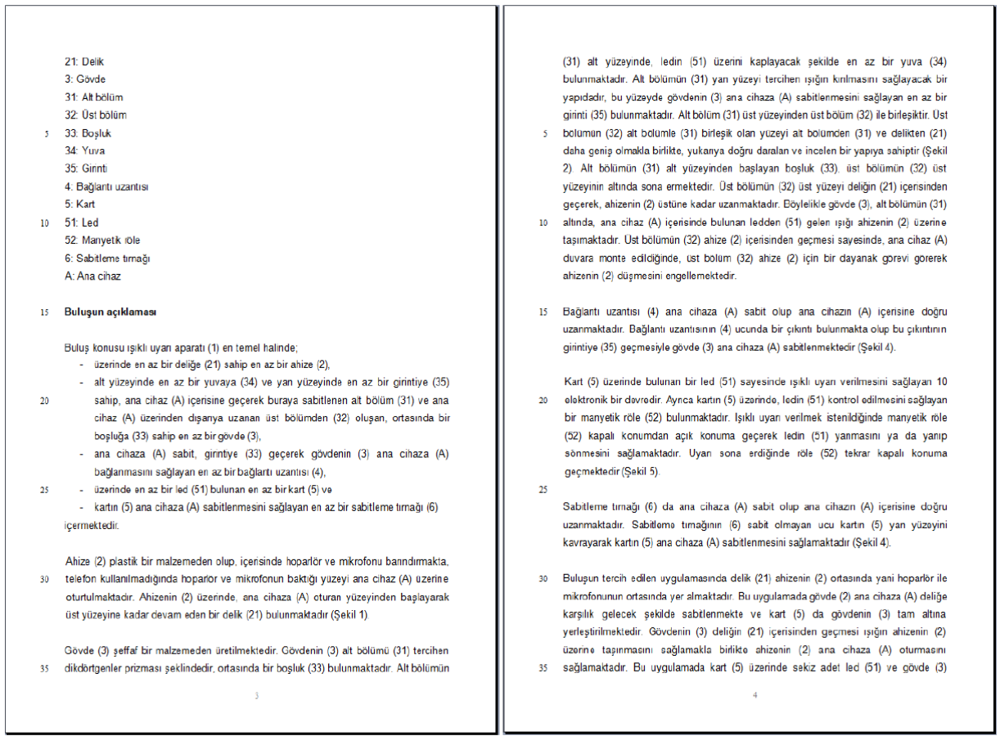 21: Delik
3: Gövde
31: Alt bölüm
32: Üst bölüm
5 33: Boşluk
34: Yuva
35: Girinti
4: Bağlantı uzantısı
5: Kart
10 51: Led
52: Manyetik röle
6: Sabitleme tırnağı
A: Ana cihaz
15 Buluşun açıklaması
Buluş konusu ışıklı uyarı aparatı (1) en temel halinde;
- üzerinde en az bir deliğe (21) sahip en az bir ahize (2),
- alt yüzeyinde en az bir yuvaya (34) ve yan yüzeyinde en az bir girintiye (35)
20 sahip, ana cihaz (A) içerisine geçerek buraya sabitlenen alt bölüm (31) ve ana
cihaz (A) üzerinden dışarıya uzanan üst bölümden (32) oluşan, ortasında bir
boşluğa (33) sahip en az bir gövde (3),
- ana cihaza (A) sabit, girintiye (33) geçerek gövdenin (3) ana cihaza (A)
bağlanmasını sağlayan en az bir bağlantı uzantısı (4),
25 - üzerinde en az bir led (51) bulunan en az bir kart (5) ve
- kartın (5) ana cihaza (A) sabitlenmesini sağlayan en az bir sabitleme tırnağı (6)
içermektedir.
Ahize (2) plastik bir malzemeden olup, içerisinde hoparlör ve mikrofonu barındırmakta,
30 telefon kullanılmadığında hoparlör ve mikrofonun baktığı yüzeyi ana cihaz (A) üzerine
oturtulmaktadır. Ahizenin (2) üzerinde, ana cihaza (A) oturan yüzeyinden başlayarak
üst yüzeyine kadar devam eden bir delik (21) bulunmaktadır (Şekil 1).
Gövde (3) şeffaf bir malzemeden üretilmektedir. Gövdenin (3) alt bölümü (31) tercihen
35 dikdörtgenler prizması şeklindedir, ortasında bir boşluk (33) bulunmaktadır. Alt bölümün
3
(31) alt yüzeyinde, ledin (51) üzerini kaplayacak şekilde en az bir yuva (34)
bulunmaktadır. Alt bölümün (31) yan yüzeyi tercihen ışığın kırılmasını sağlayacak bir
yapıdadır, bu yüzeyde gövdenin (3) ana cihaza (A) sabitlenmesini sağlayan en az bir
girinti (35) bulunmaktadır. Alt bölüm (31) üst yüzeyinden üst bölüm (32) ile birleşiktir. Üst
5 bölümün (32) alt bölümle (31) birleşik olan yüzeyi alt bölümden (31) ve delikten (21)
daha geniş olmakla birlikte, yukarıya doğru daralan ve incelen bir yapıya sahiptir (Şekil
2). Alt bölümün (31) alt yüzeyinden başlayan boşluk (33), üst bölümün (32) üst
yüzeyinin altında sona ermektedir. Üst bölümün (32) üst yüzeyi deliğin (21) içerisinden
geçerek, ahizenin (2) üstüne kadar uzanmaktadır. Böylelikle gövde (3), alt bölümün (31)
10 altında, ana cihaz (A) içerisinde bulunan ledden (51) gelen ışığı ahizenin (2) üzerine
taşımaktadır. Üst bölümün (32) ahize (2) içerisinden geçmesi sayesinde, ana cihaz (A)
duvara monte edildiğinde, üst bölüm (32) ahize (2) için bir dayanak görevi görerek
ahizenin (2) düşmesini engellemektedir.
15 Bağlantı uzantısı (4) ana cihaza (A) sabit olup ana cihazın (A) içerisine doğru
uzanmaktadır. Bağlantı uzantısının (4) ucunda bir çıkıntı bulunmakta olup bu çıkıntının
girintiye (35) geçmesiyle gövde (3) ana cihaza (A) sabitlenmektedir (Şekil 4).
Kart (5) üzerinde bulunan bir led (51) sayesinde ışıklı uyarı verilmesini sağlayan 10
20 elektronik bir devredir. Ayrıca kartın (5) üzerinde, ledin (51) kontrol edilmesini sağlayan
bir manyetik röle (52) bulunmaktadır. Işıklı uyarı verilmek istenildiğinde manyetik röle
(52) kapalı konumdan açık konuma geçerek ledin (51) yanmasını ya da yanıp
sönmesini sağlamaktadır. Uyarı sona erdiğinde röle (52) tekrar kapalı konuma
geçmektedir (Şekil 5).
25
Sabitleme tırnağı (6) da ana cihaza (A) sabit olup ana cihazın (A) içerisine doğru
uzanmaktadır. Sabitleme tırnağının (6) sabit olmayan ucu kartın (5) yan yüzeyini
kavrayarak kartın (5) ana cihaza (A) sabitlenmesini sağlamaktadır (Şekil 4).
30 Buluşun tercih edilen uygulamasında delik (21) ahizenin (2) ortasında yani hoparlör ile
mikrofonunun ortasında yer almaktadır. Bu uygulamada gövde (2) ana cihaza (A) deliğe
karşılık gelecek şekilde sabitlenmekte ve kart (5) da gövdenin (3) tam altına
yerleştirilmektedir. Gövdenin (3) deliğin (21) içerisinden geçmesi ışığın ahizenin (2)
üzerine taşınmasını sağlamakla birlikte ahizenin (2) ana cihaza (A) oturmasını
35 sağlamaktadır. Bu uygulamada kart (5) üzerinde sekiz adet led (51) ve gövde (3)
4